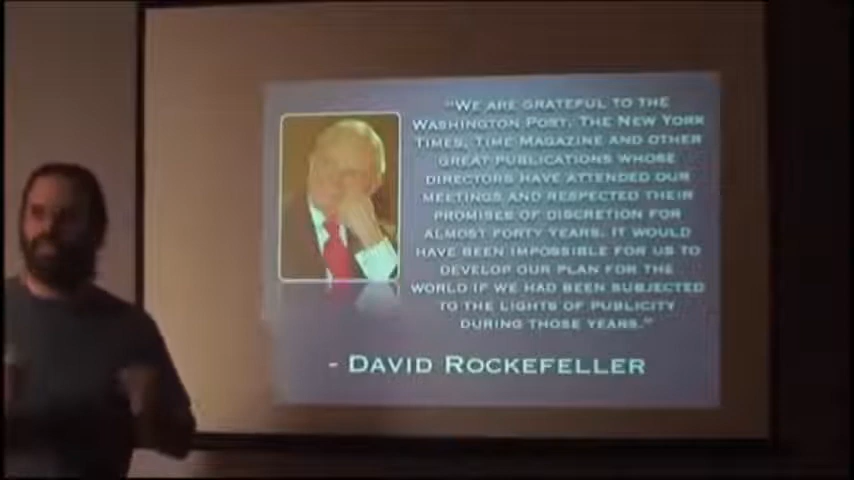 "We are grateful to the
Washington Post, The New York
Times, Time Magazine and other
great publications whose
directors have attended our
meetings and respected their
promises of discretion for
almost forty years. It would
have been impossible for us to
develop our plan for the
world if we had been subjected
to the lights of publicity
during those years."
- David Rockefeller